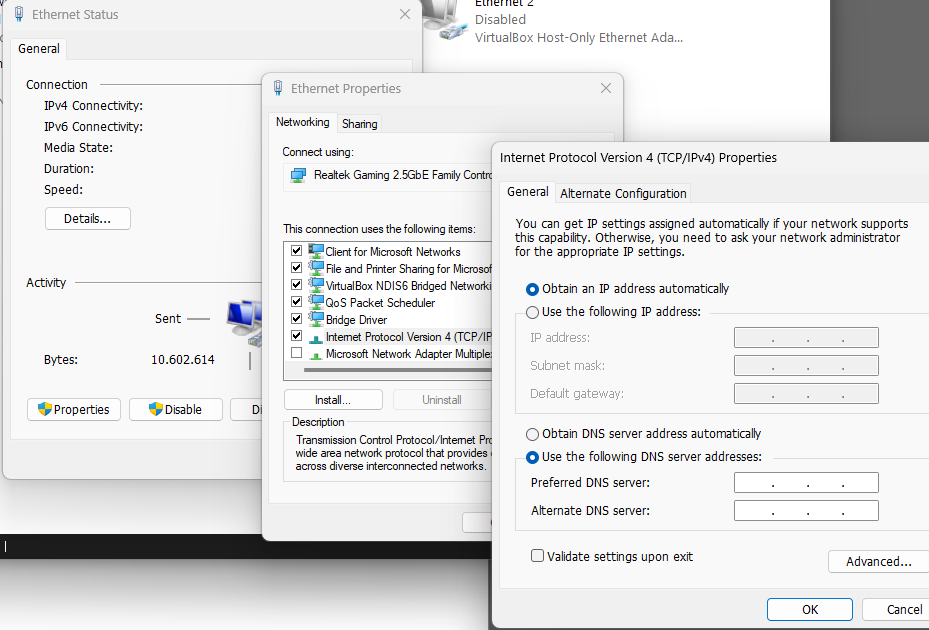 Ethernet 2
Disabled
VirtualBox Host-Only Ethernet Ada...
Ethernet Status
General
Connection
IPv4 Connectivity:
IPv6 Connectivity:
Media State:
Duration:
Speed:
Details...
Activity
Sent
Bytes:
10.602.614
Properties
Disable
Di
Ethernet Properties
Networking
Sharing
Connect using:
Realtek Gaming 2.5GbE Family Contro
This connection uses the following items:
Client for Microsoft Networks
File and Printer Sharing for Microsof
VirtualBox NDIS6 Bridged Networki
QoS Packet Scheduler
Bridge Driver
Internet Protocol Version 4 (TCP/IP
Microsoft Network Adapter Multiplex
Install...
Uninstall
Description
Transmission Control Protocol/Internet Pro
wide area network protocol that provides
across diverse interconnected networks.
Internet Protocol Version 4 (TCP/IPv4) Properties
General
Alternate Configuration
You can get IP settings assigned automatically if your network supports
this capability. Otherwise, you need to ask your network administrator
for the appropriate IP settings.
Obtain an IP address automatically
Use the following IP address:
IP address:
Subnet mask:
Default gateway:
Obtain DNS server address automatically
Use the following DNS server addresses:
Preferred DNS server:
Alternate DNS server:
Validate settings upon exit
Advanced...
OK
Cancel